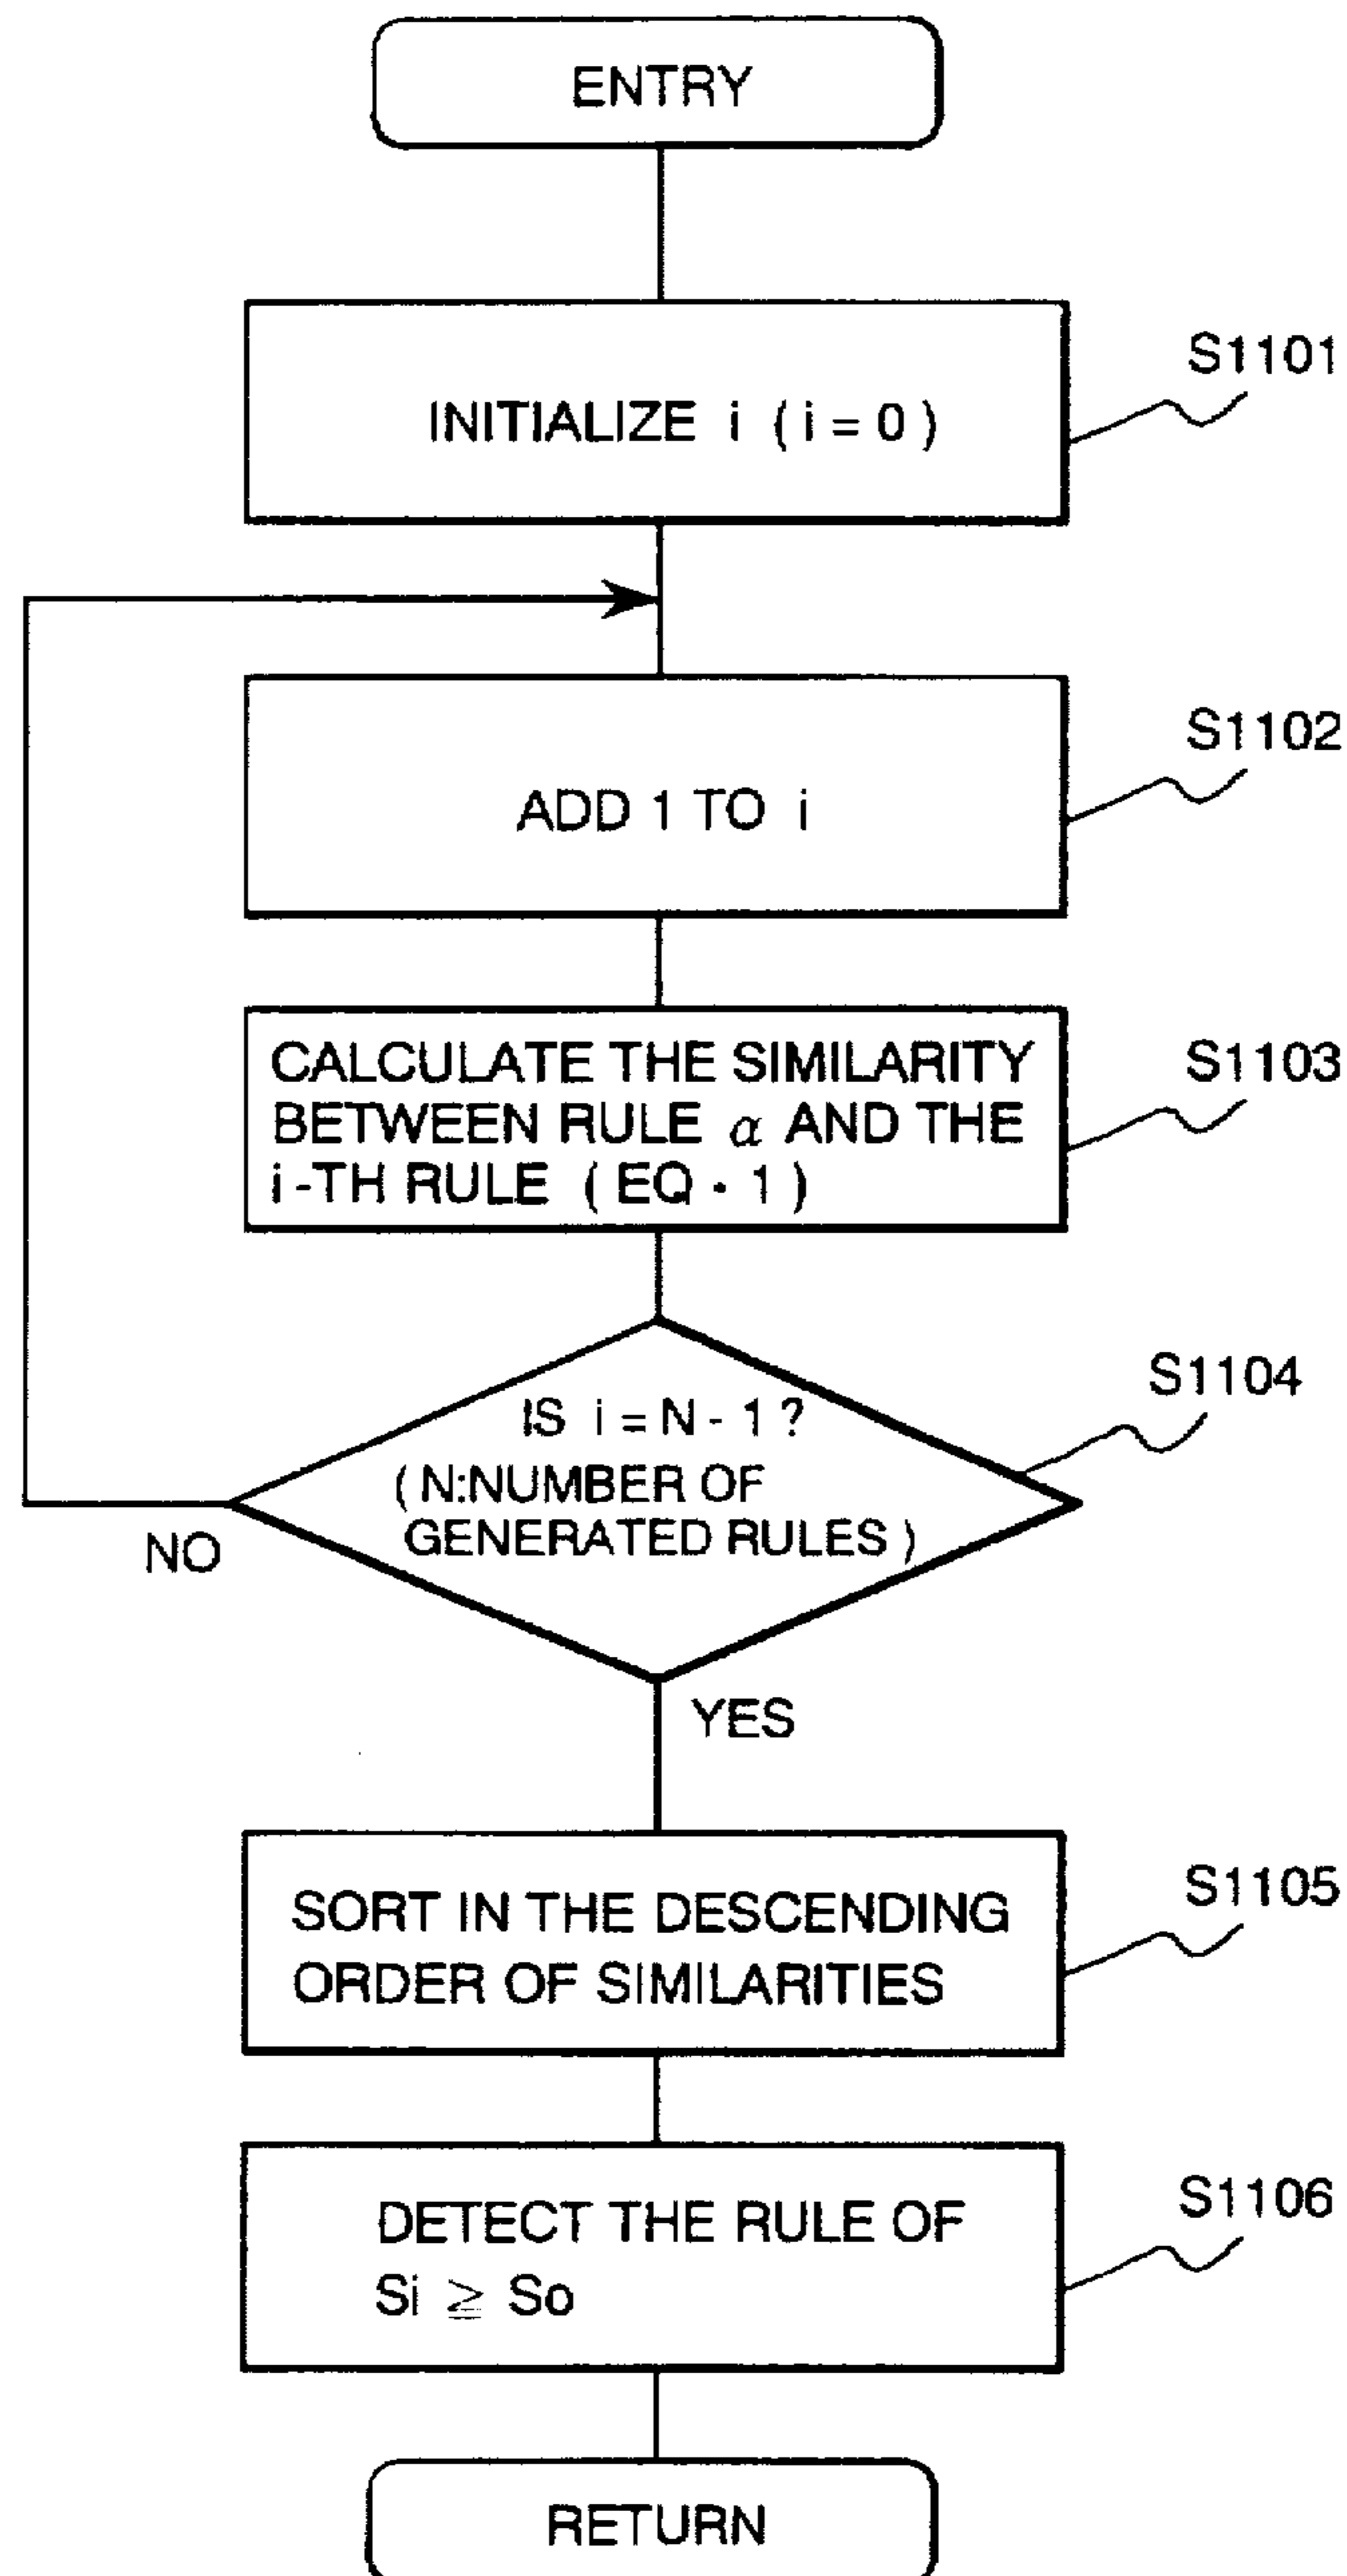 ENTRY
INITIALIZE i ( i = 0 )
S1101
ADD 1 TO i
S1102
CALCULATE THE SIMILARITY
BETWEEN RULE α AND THE
i -TH RULE ( EQ · 1 )
S1103
IS i = N - 1 ?
( N:NUMBER OF
GENERATED RULES )
S1104
NO
YES
SORT IN THE DESCENDING
ORDER OF SIMILARITIES
S1105
DETECT THE RULE OF
Si ≧ So
S1106
RETURN